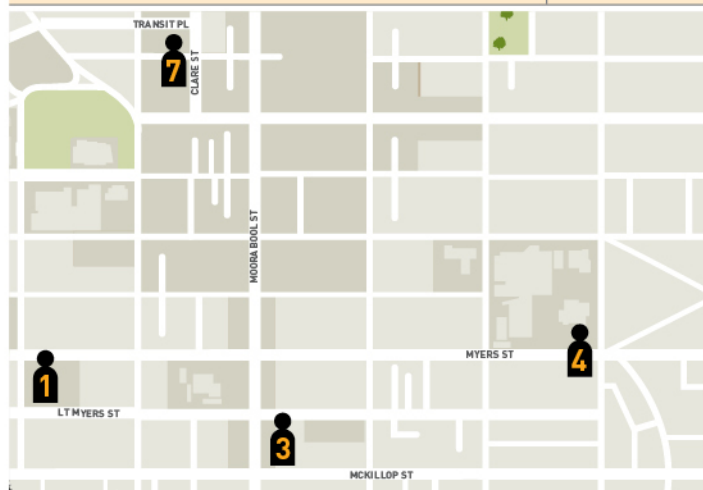 TRANSIT PL
7
CLARE ST
MOORABOOL ST
MYERS ST
4
1
LT MYERS ST
3
MCKILLOP ST